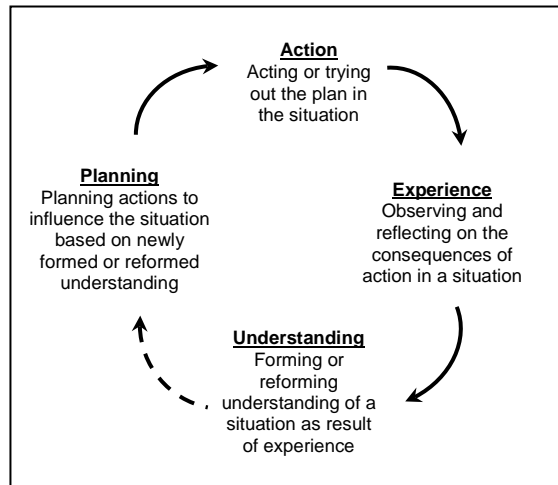 Action
Acting or trying
out the plan in
the situation
Experience
Observing and
reflecting on the
consequences of
action in a situation
Understanding
Forming or
reforming
understanding of a
situation as result
of experience
Planning
Planning actions to
influence the situation
based on newly
formed or reformed
understanding